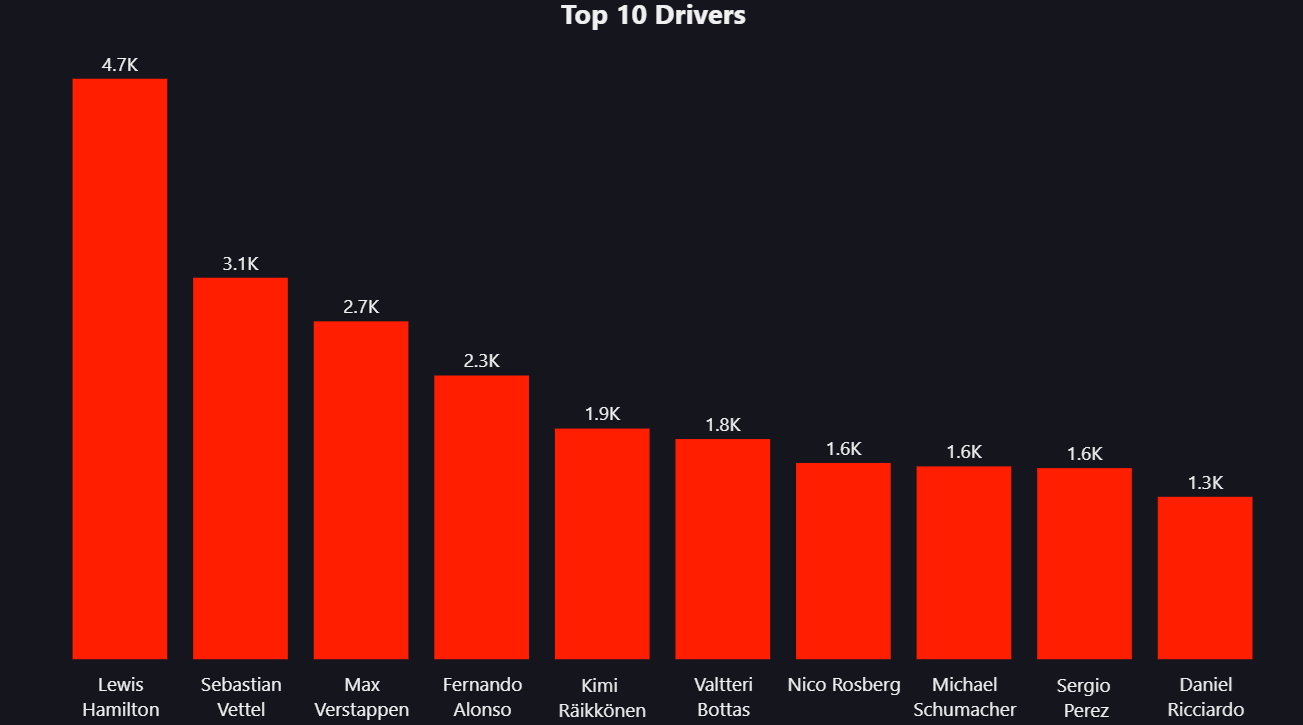 Top 10 Drivers
4.7K
3.1K
2.7K
2.3K
1.9K
1.8K
1.6K
1.6K
1.6K
1.3K
Lewis
Hamilton
Sebastian
Vettel
Max
Verstappen
Fernando
Alonso
Kimi
Räikkönen
Valtteri
Bottas
Nico Rosberg
Michael
Schumacher
Sergio
Perez
Daniel
Ricciardo